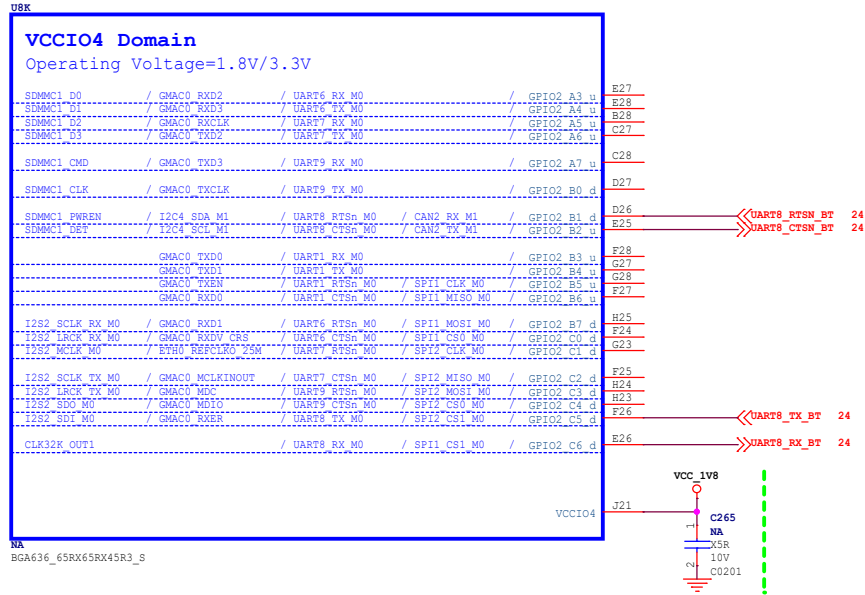 U8K
VCCIO4 Domain
Operating Voltage=1.8V/3.3V
SDMMC1_D0 / GMAC0_RXD2 / UART6_RX_M0 / GPIO2_A3_u E27
SDMMC1_D1 / GMAC0_RXD3 / UART6_TX_M0 / GPIO2_A4_u E28
SDMMC1_D2 / GMAC0_RXCLK / UART7_RX_M0 / GPIO2_A5_u B28
SDMMC1_D3 / GMAC0_TXD2 / UART7_TX_M0 / GPIO2_A6_u C27
SDMMC1_CMD / GMAC0_TXD3 / UART9_RX_M0 / GPIO2_A7_u C28
SDMMC1_CLK / GMAC0_TXCLK / UART9_TX_M0 / GPIO2_B0_d D27
SDMMC1_PWREN / I2C4_SDA_M1 / UART8_RTSn_M0 / CAN2_RX_M1 / GPIO2_B1_d D26 UART8_RTSN_BT 24
SDMMC1_DET / I2C4_SCL_M1 / UART8_CTSn_M0 / CAN2_TX_M1 / GPIO2_B2_u E25 UART8_CTSN_BT 24
GMAC0_TXD0 / UART1_RX_M0 / GPIO2_B3_u F28
GMAC0_TXD1 / UART1_TX_M0 / GPIO2_B4_u G27
GMAC0_TXEN / UART1_RTSn_M0 / SPI1_CLK_M0 / GPIO2_B5_u G28
GMAC0_RXD0 / UART1_CTSn_M0 / SPI1_MISO_M0 / GPIO2_B6_u F27
I2S2_SCLK_RX_M0 / GMAC0_RXD1 / UART6_RTSn_M0 / SPI1_MOSI_M0 / GPIO2_B7_d H25
I2S2_LRCK_RX_M0 / GMAC0_RXDV_CRS / UART6_CTSn_M0 / SPI1_CS0_M0 / GPIO2_C0_d F24
I2S2_MCLK_M0 / ETH0_REFCLKO_25M / UART7_RTSn_M0 / SPI2_CLK_M0 / GPIO2_C1_d G23
I2S2_SCLK_TX_M0 / GMAC0_MCLKINOUT / UART7_CTSn_M0 / SPI2_MISO_M0 / GPIO2_C2_d F25
I2S2_LRCK_TX_M0 / GMAC0_MDC / UART9_RTSn_M0 / SPI2_MOSI_M0 / GPIO2_C3_d H24
I2S2_SDO_M0 / GMAC0_MDIO / UART9_CTSn_M0 / SPI2_CS0_M0 / GPIO2_C4_d H23
I2S2_SDI_M0 / GMAC0_RXER / UART8_TX_M0 / SPI2_CS1_M0 / GPIO2_C5_d F26 UART8_TX_BT 24
CLK32K_OUT1 / UART8_RX_M0 / SPI1_CS1_M0 / GPIO2_C6_d E26 UART8_RX_BT 24
VCC_1V8
VCCIO4 J21
1
C265
NA
X5R
10V
2
C0201
NA
BGA636_65RX65RX45R3_S